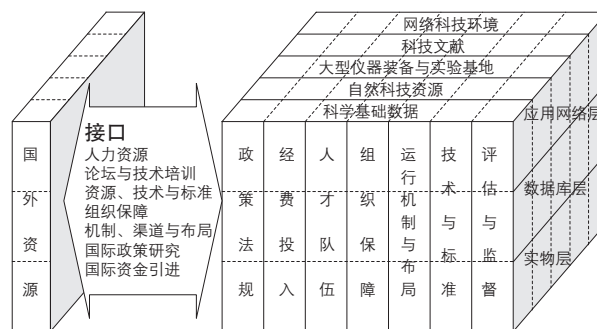 网络科技环境
科技文献
大型仪器装备与实验基地
自然科技资源
科学基础数据
国外资源
接口
人力资源
论坛与技术培训
资源、技术与标准
组织保障
机制、渠道与布局
国际政策研究
国际资金引进
政策法规
经费投入
人才队伍
组织保障
运行机制与布局
技术与标准
评估与监督
应用网络层
数据库层
实物层